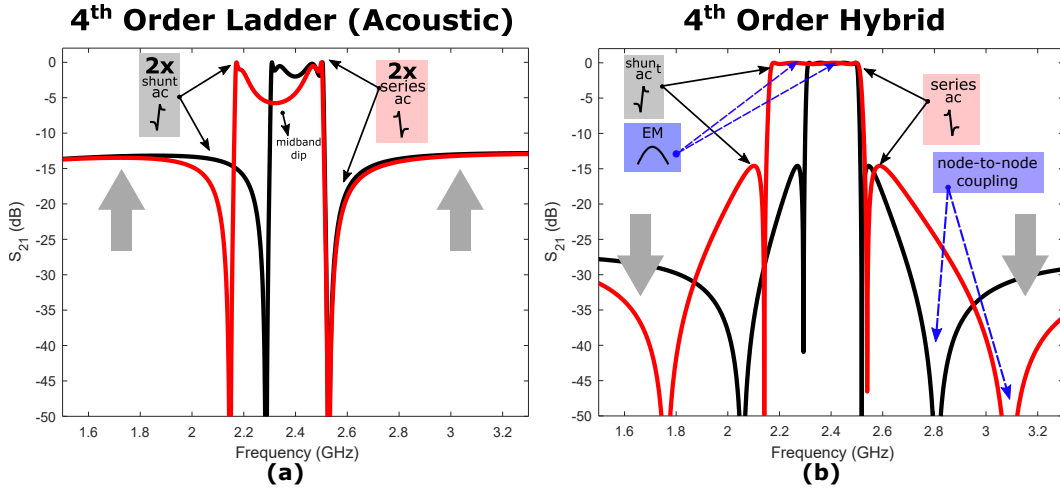 4th Order Ladder (Acoustic)
0
-5
-10
-15
-20
-25
-30
-35
-40
-45
-50
S21 (dB)
2x
shunt
ac
2x
series
ac
midband
dip
1.6
1.8
2
2.2
2.4
2.6
2.8
3
3.2
Frequency (GHz)
(a)
4th Order Hybrid
0
-5
-10
-15
-20
-25
-30
-35
-40
-45
-50
S21 (dB)
shunt
ac
EM
series
ac
node-to-node
coupling
1.6
1.8
2
2.2
2.4
2.6
2.8
3
3.2
Frequency (GHz)
(b)